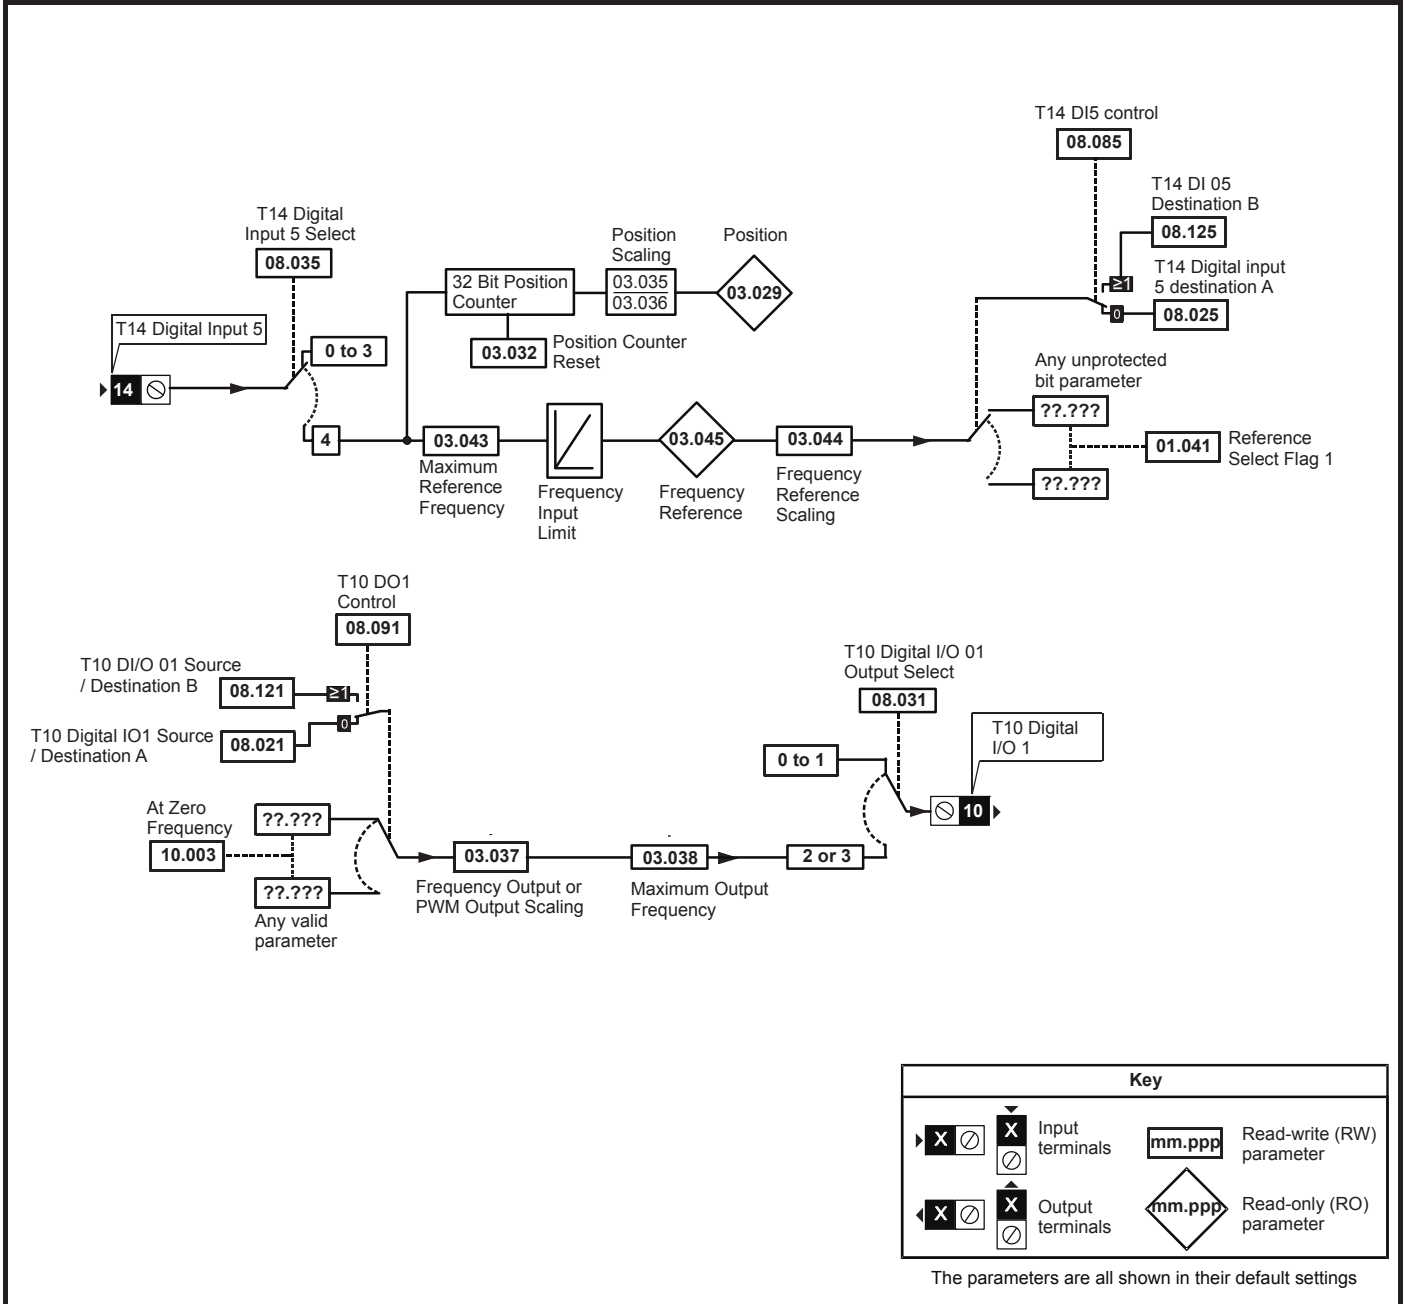 T14 DI5 control
08.085
T14 DI 05
Destination B
08.125
≥1
T14 Digital input
5 destination A
0
08.025
T14 Digital
Input 5 Select
08.035
T14 Digital Input 5
14
0 to 3
4
32 Bit Position
Counter
Position
Scaling
03.035
03.036
Position
03.029
03.032
Position Counter
Reset
03.043
Maximum
Reference
Frequency
Frequency
Input
Limit
03.045
Frequency
Reference
03.044
Frequency
Reference
Scaling
Any unprotected
bit parameter
??.???
??.???
01.041
Reference
Select Flag 1
T10 DO1
Control
08.091
T10 DI/O 01 Source
/ Destination B
08.121
≥1
T10 Digital IO1 Source
/ Destination A
08.021
0
At Zero
Frequency
10.003
??.???
??.???
Any valid
parameter
03.037
Frequency Output or
PWM Output Scaling
03.038
Maximum Output
Frequency
2 or 3
0 to 1
T10 Digital I/O 01
Output Select
08.031
T10 Digital
I/O 1
10
Key
X
X
Input
terminals
mm.ppp
Read-write (RW)
parameter
X
X
Output
terminals
mm.ppp
Read-only (RO)
parameter
The parameters are all shown in their default settings